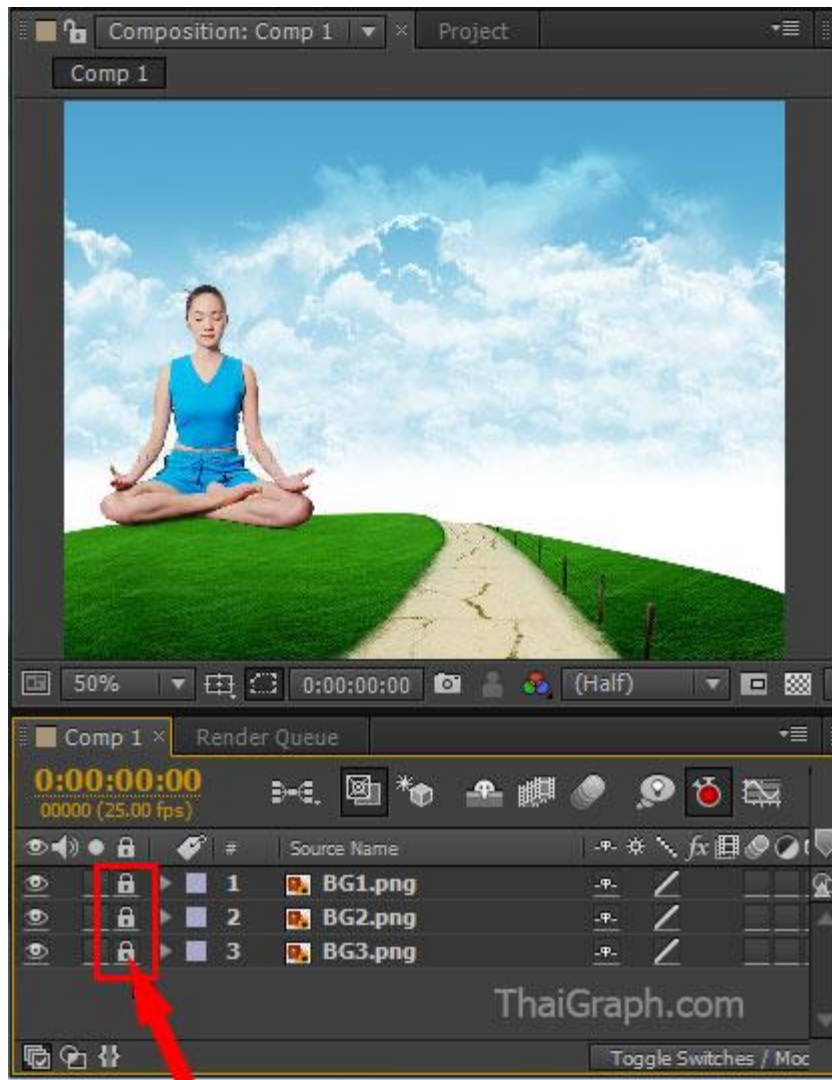 Composition: Comp 1 Project
Comp 1
50% 0:00:00:00 (Half)
Comp 1 Render Queue
0:00:00:00
00000 (25.00 fps)
# Source Name fx
1 BG1.png
2 BG2.png
3 BG3.png
ThaiGraph.com
Toggle Switches / Moc